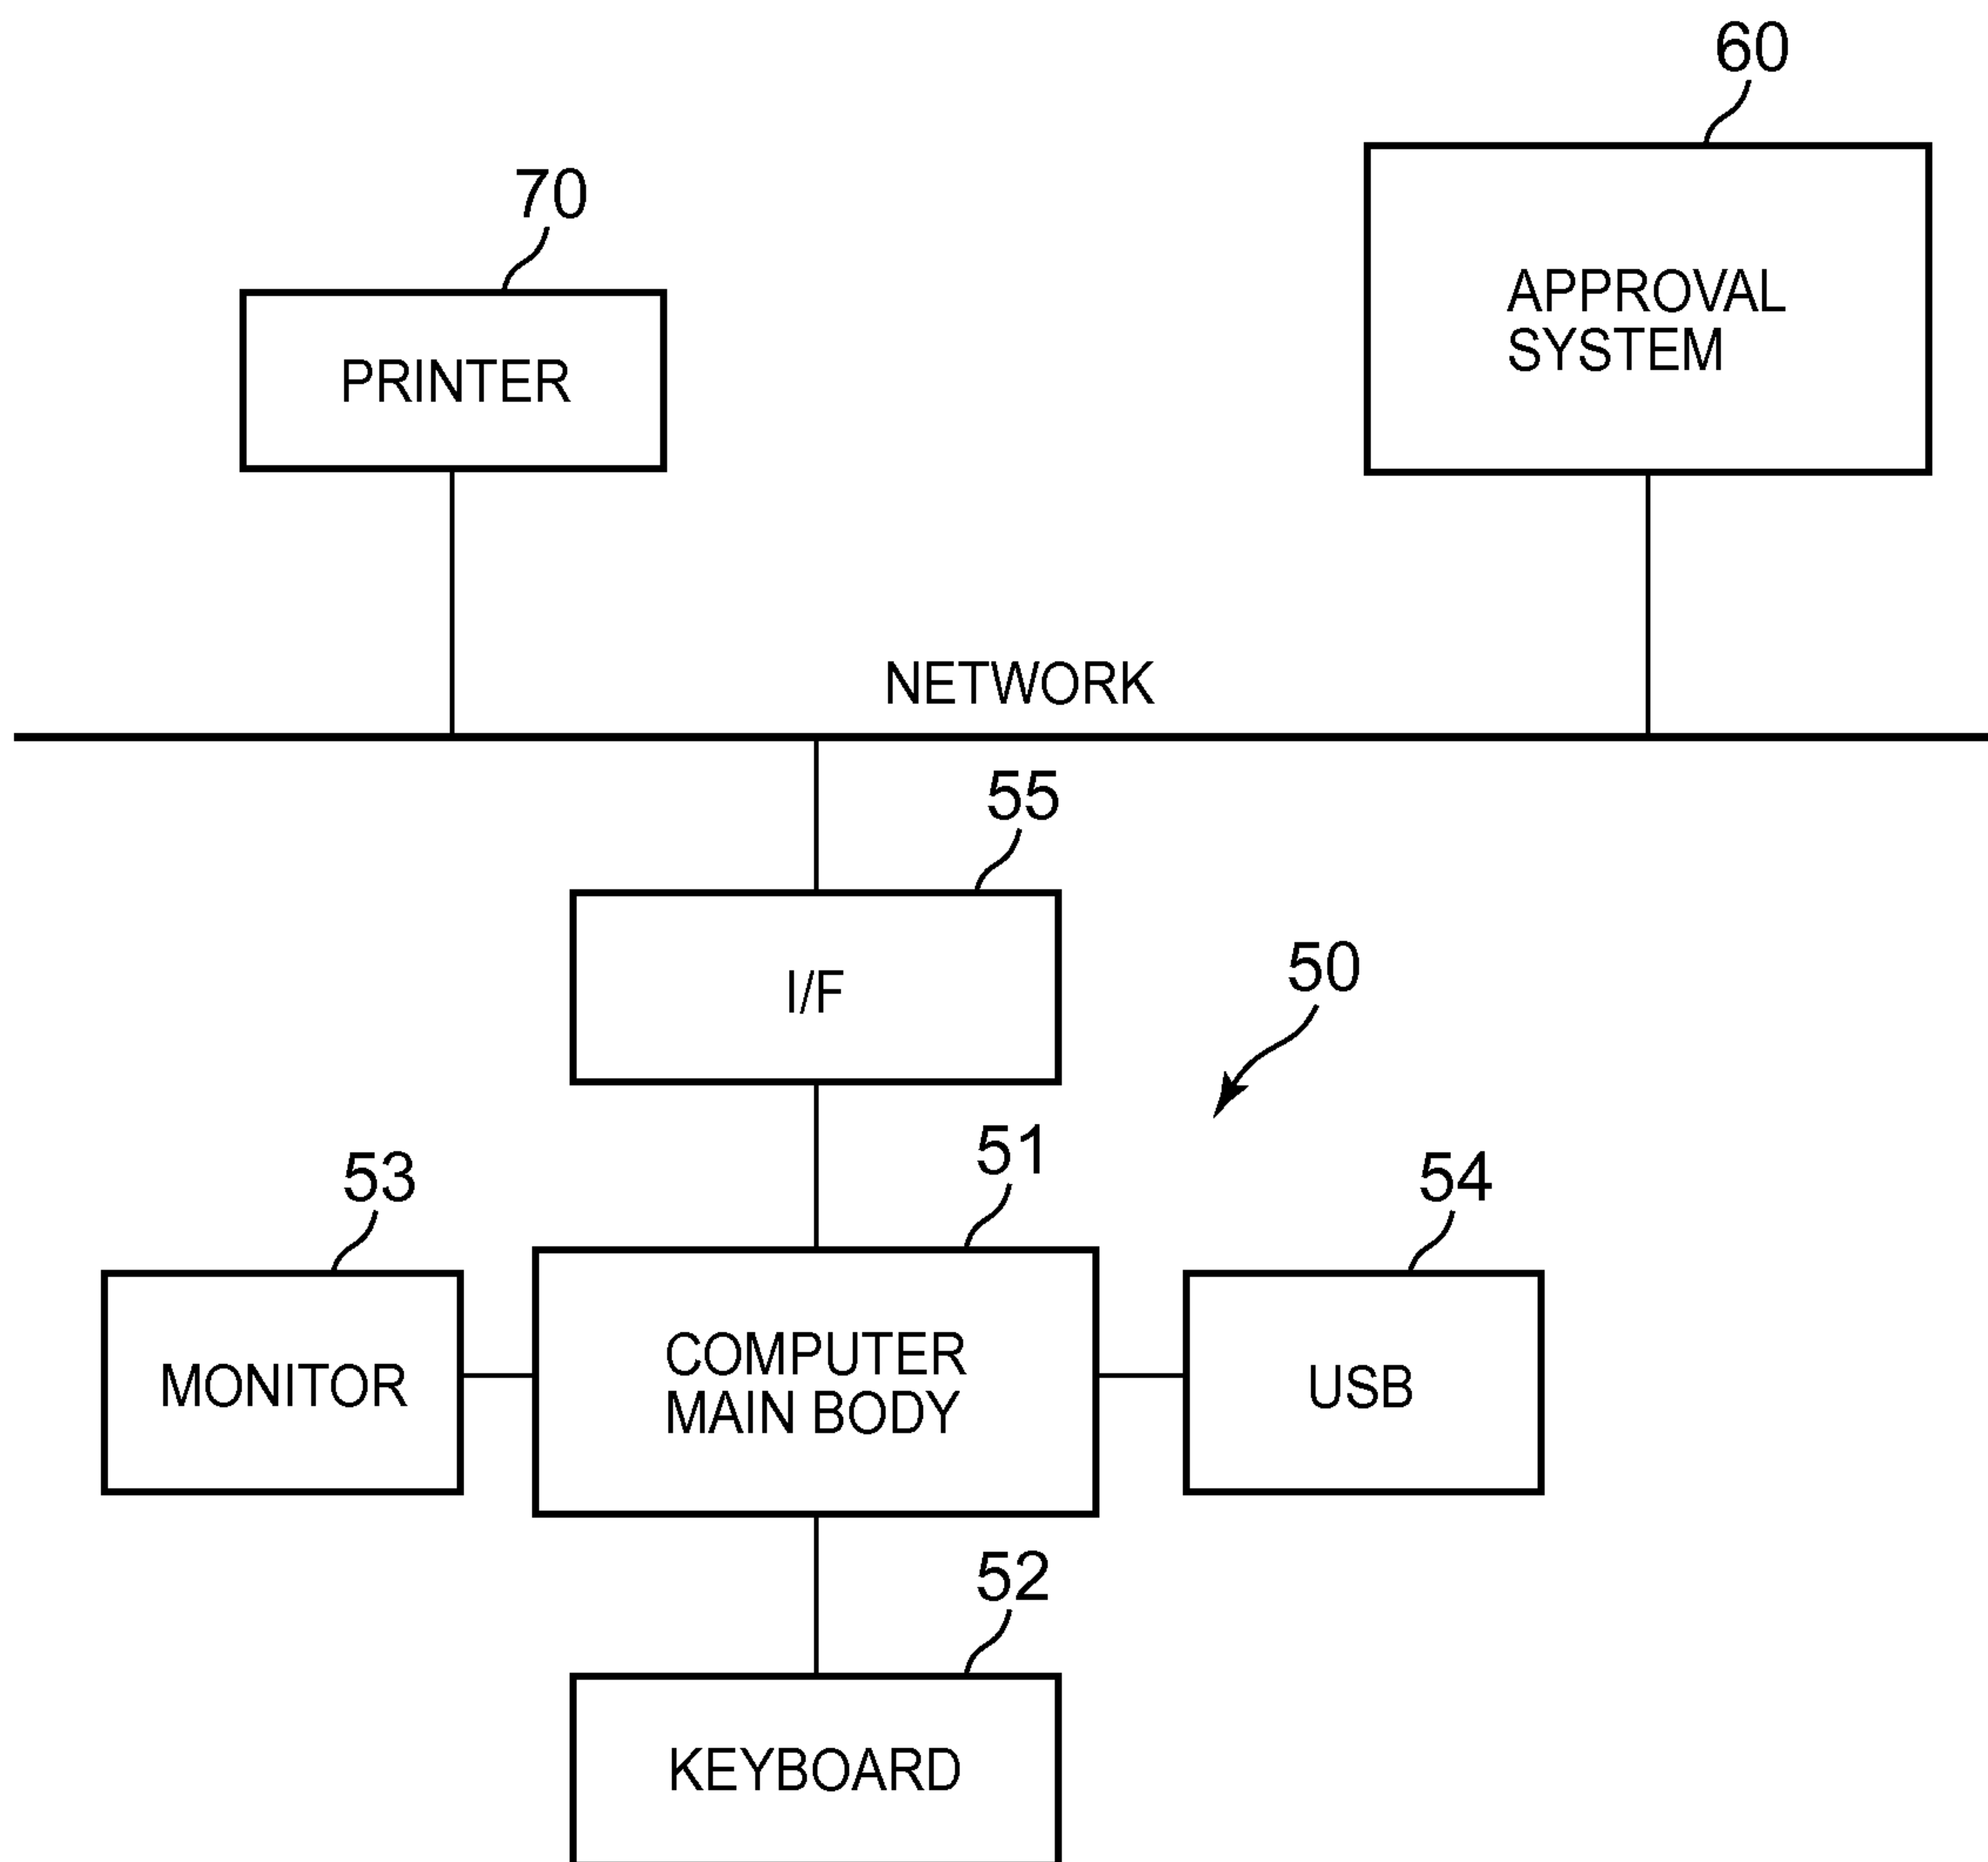 60
70
APPROVAL
SYSTEM
PRINTER
NETWORK
55
I/F
50
51
53
54
COMPUTER
MAIN BODY
MONITOR
USB
52
KEYBOARD